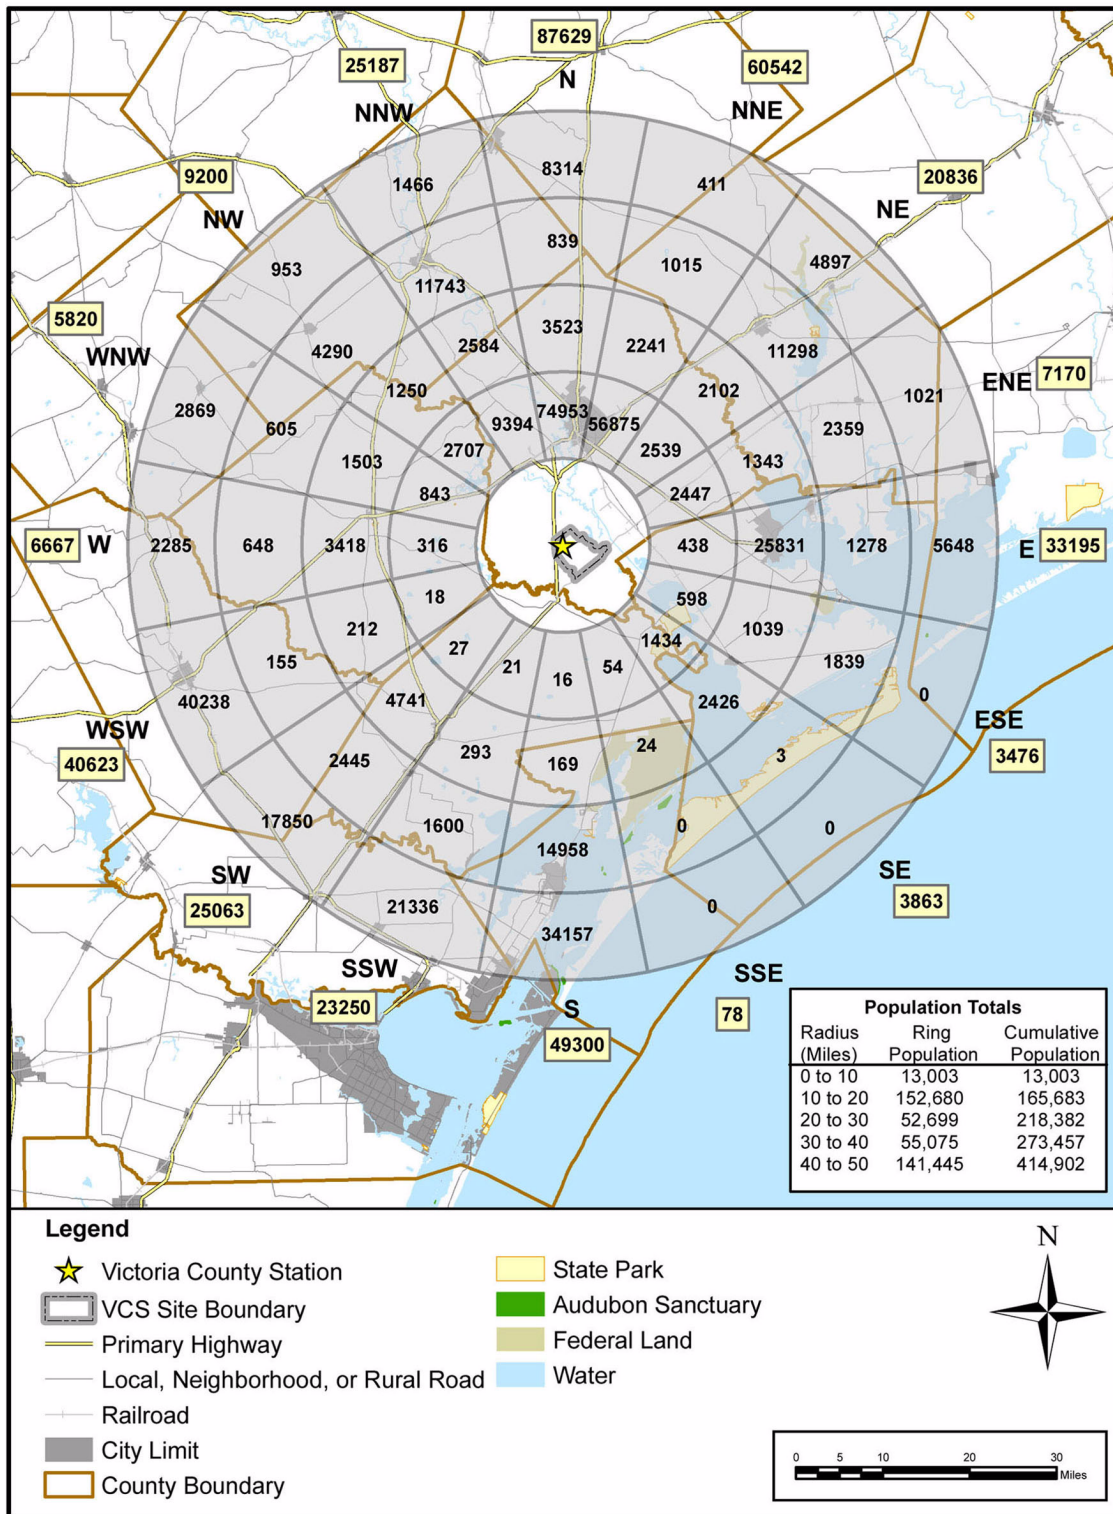 87629
25187
N
60542
NNW
NNE
9200
8314
1466
411
20836
NW
NE
839
953
1015
4897
11743
5820
3523
4290
2584
2241
11298
WNW
ENE
7170
2869
1250
2102
1021
605
9394
74953
56875
2359
1503
2707
2539
1343
843
2447
6667
W
2285
648
3418
316
438
25831
1278
5648
E
33195
18
598
212
1039
155
27
1434
1839
21
16
54
40238
4741
2426
0
WSW
ESE
40623
2445
293
169
24
3
3476
17850
1600
0
0
14958
SW
SE
25063
21336
0
3863
34157
SSW
SSE
23250
S
78
49300
Population Totals
Radius Ring Cumulative
(Miles) Population Population
0 to 10 13,003 13,003
10 to 20 152,680 165,683
20 to 30 52,699 218,382
30 to 40 55,075 273,457
40 to 50 141,445 414,902
Legend
Victoria County Station
VCS Site Boundary
Primary Highway
Local, Neighborhood, or Rural Road
Railroad
City Limit
County Boundary
State Park
Audubon Sanctuary
Federal Land
Water
N
0 5 10 20 30
Miles